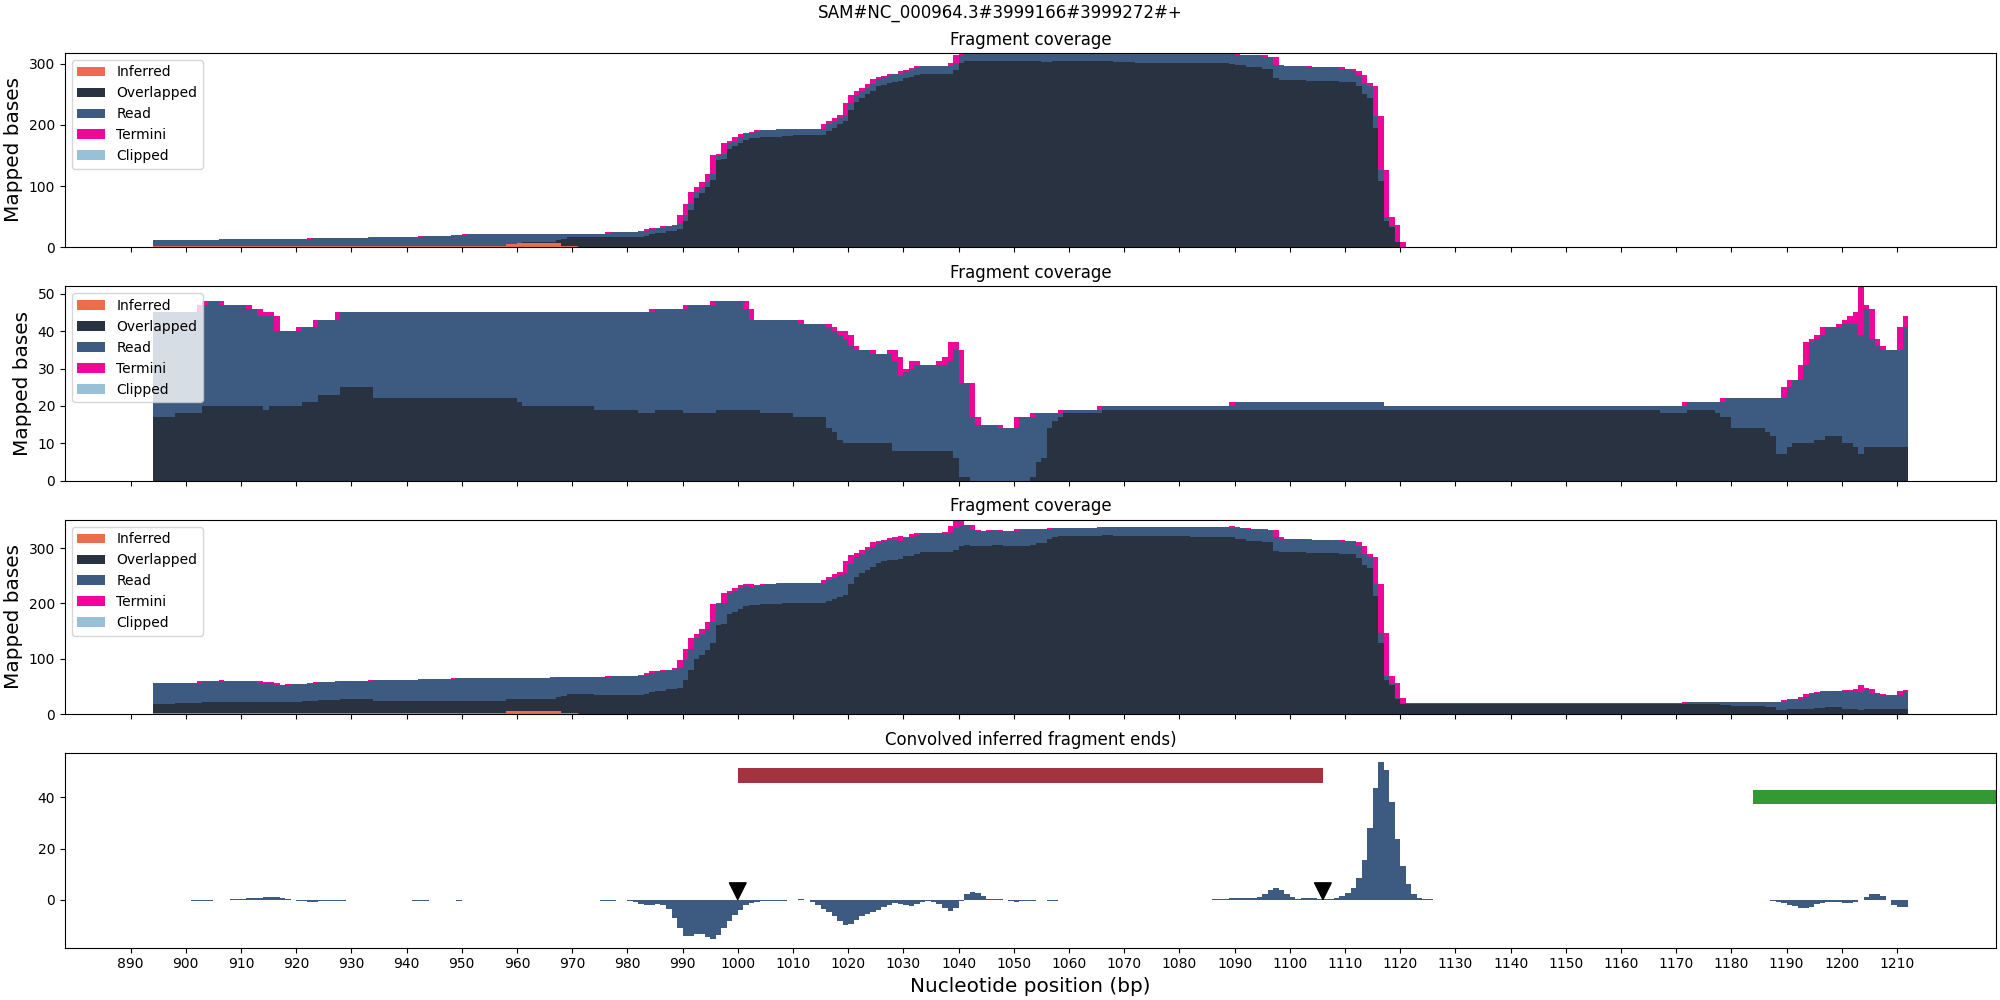 SAM#NC_000964.3#3999166#3999272#+
Fragment coverage
Mapped bases
300
200
100
0
Inferred
Overlapped
Read
Termini
Clipped
Fragment coverage
Mapped bases
50
40
30
20
10
0
Inferred
Overlapped
Read
Termini
Clipped
Fragment coverage
Mapped bases
300
200
100
0
Inferred
Overlapped
Read
Termini
Clipped
Convolved inferred fragment ends)
40
20
0
890 900 910 920 930 940 950 960 970 980 990 1000 1010 1020 1030 1040 1050 1060 1070 1080 1090 1100 1110 1120 1130 1140 1150 1160 1170 1180 1190 1200 1210
Nucleotide position (bp)